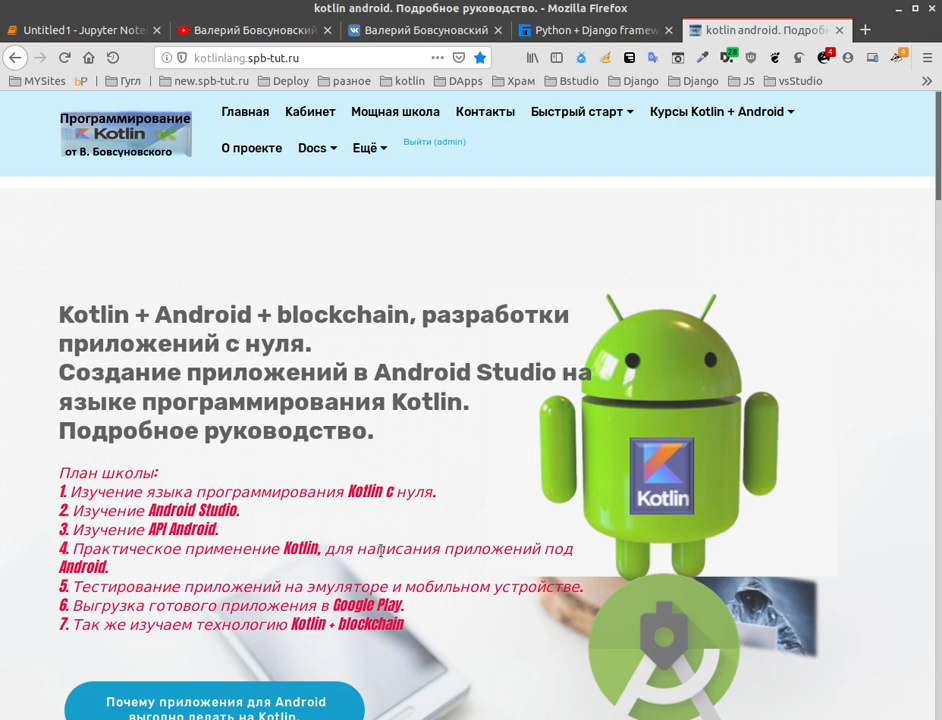 kotlin android. Подробное руководство. - Mozilla Firefox
Untitled1 - Jupyter Note
Валерий Бовсуновский
Валерий Бовсуновский
Python + Django framew
kotlin android. Подробн
kotlinlang.spb-tut.ru
28
4
4
MYSites
Гугл
new.spb-tut.ru
Deploy
разное
kotlin
DApps
Храм
Bstudio
Django
Django
JS
vsStudio
Программирование
Kotlin
от В. Бовсуновского
Главная
Кабинет
Мощная школа
Контакты
Быстрый старт
Курсы Kotlin + Android
О проекте
Docs
Ещё
Выйти (admin)
Kotlin + Android + blockchain, разработки
приложений с нуля.
Создание приложений в Android Studio на
языке программирования Kotlin.
Подробное руководство.
План школы:
1. Изучение языка программирования Kotlin с нуля.
2. Изучение Android Studio.
3. Изучение API Android.
4. Практическое применение Kotlin, для написания приложений под
Android.
5. Тестирование приложений на эмуляторе и мобильном устройстве.
6. Выгрузка готового приложения в Google Play.
7. Так же изучаем технологию Kotlin + blockchain
Kotlin
Почему приложения для Android
выгодно делать на Kotlin.